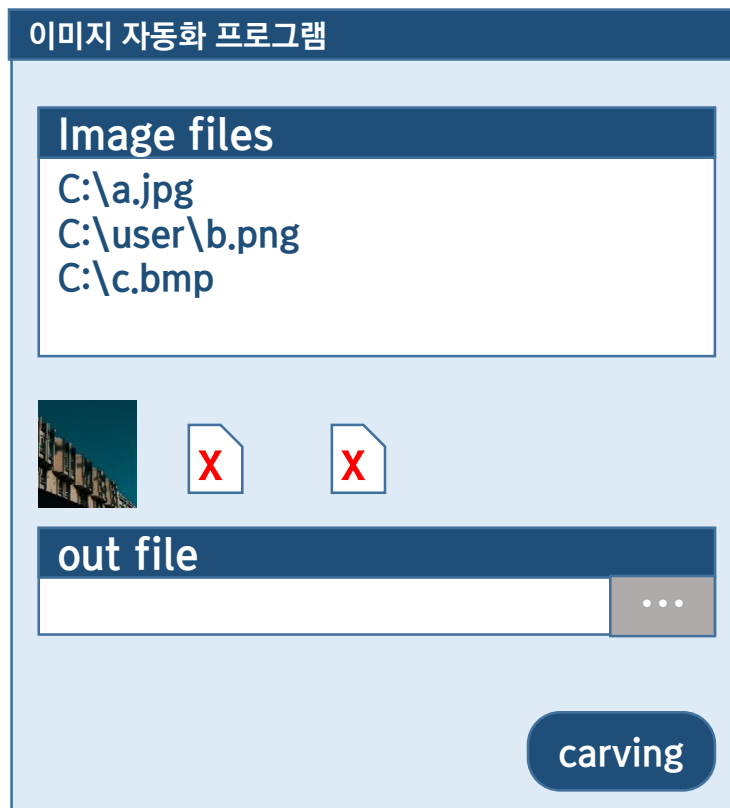 이미지 자동화 프로그램
Image files
C:\a.jpg
C:\user\b.png
C:\c.bmp
X X
out file
...
carving